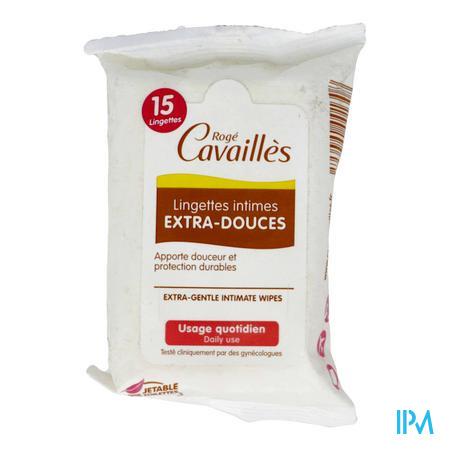 15
Lingettes
Rogé
Cavaillès
Lingettes intimes
EXTRA-DOUCES
Apporte douceur et
protection durables
EXTRA-GENTLE INTIMATE WIPES
Usage quotidien
Daily use
Testé cliniquement par des gynécologues
JETABLE
IPM